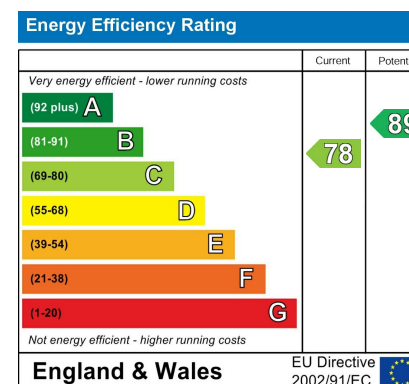 Energy Efficiency Rating
Current
Potent
Very energy efficient - lower running costs
(92 plus) A
(81-91) B
(69-80) C
(55-68) D
(39-54) E
(21-38) F
(1-20) G
78
89
Not energy efficient - higher running costs
England & Wales
EU Directive
2002/91/EC